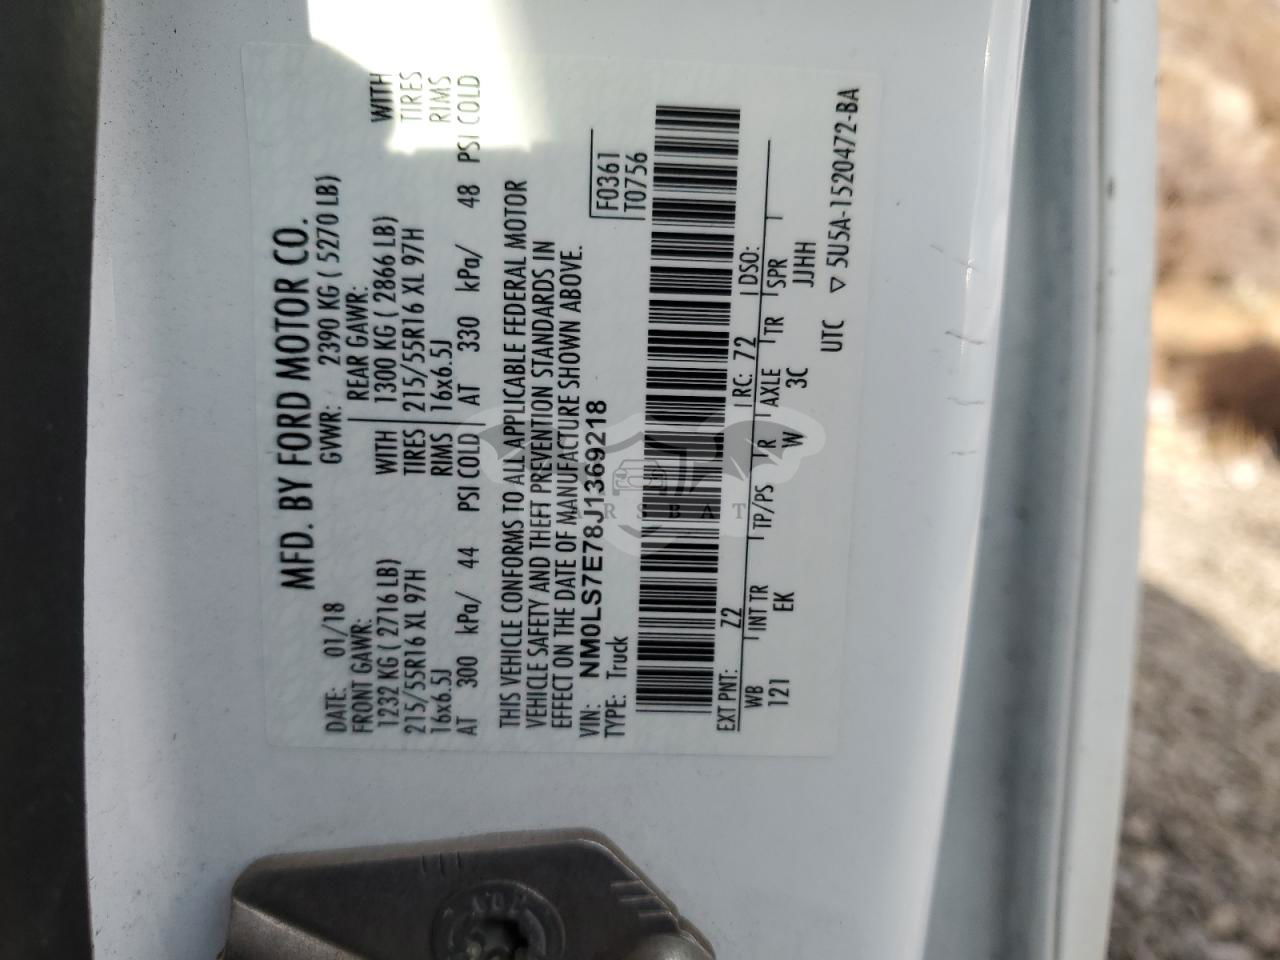 MFD. BY FORD MOTOR CO.
DATE: 01/18 GVWR: 2390 KG ( 5270 LB)
FRONT GAWR: REAR GAWR:
1232 KG ( 2716 LB) WITH 1300 KG ( 2866 LB) WITH
215/55R16 XL 97H TIRES 215/55R16 XL 97H TIRES
16x6.5J RIMS 16x6.5J RIMS
AT 300 kPa/ 44 PSI COLD AT 330 kPa/ 48 PSI COLD
THIS VEHICLE CONFORMS TO ALL APPLICABLE FEDERAL MOTOR
VEHICLE SAFETY AND THEFT PREVENTION STANDARDS IN
EFFECT ON THE DATE OF MANUFACTURE SHOWN ABOVE.
VIN: NM0LS7E78J1369218 F0361
TYPE: Truck T0756
EXT PNT: Z2 RC: 72 DSO:
WB INT TR TP/PS R AXLE TR SPR
121 EK W 3C JJHH
UTC ▽ 5U5A-1520472-BA
ARSBAT